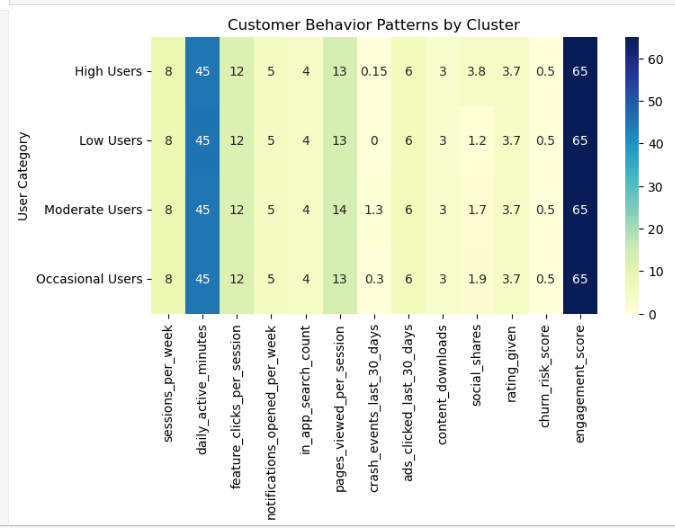 Customer Behavior Patterns by Cluster
User Category
High Users 8 45 12 5 4 13 0.15 6 3 3.8 3.7 0.5 65
Low Users 8 45 12 5 4 13 0 6 3 1.2 3.7 0.5 65
Moderate Users 8 45 12 5 4 14 1.3 6 3 1.7 3.7 0.5 65
Occasional Users 8 45 12 5 4 13 0.3 6 3 1.9 3.7 0.5 65
sessions_per_week
daily_active_minutes
feature_clicks_per_session
notifications_opened_per_week
in_app_search_count
pages_viewed_per_session
crash_events_last_30_days
ads_clicked_last_30_days
content_downloads
social_shares
rating_given
churn_risk_score
engagement_score
60
50
40
30
20
10
0